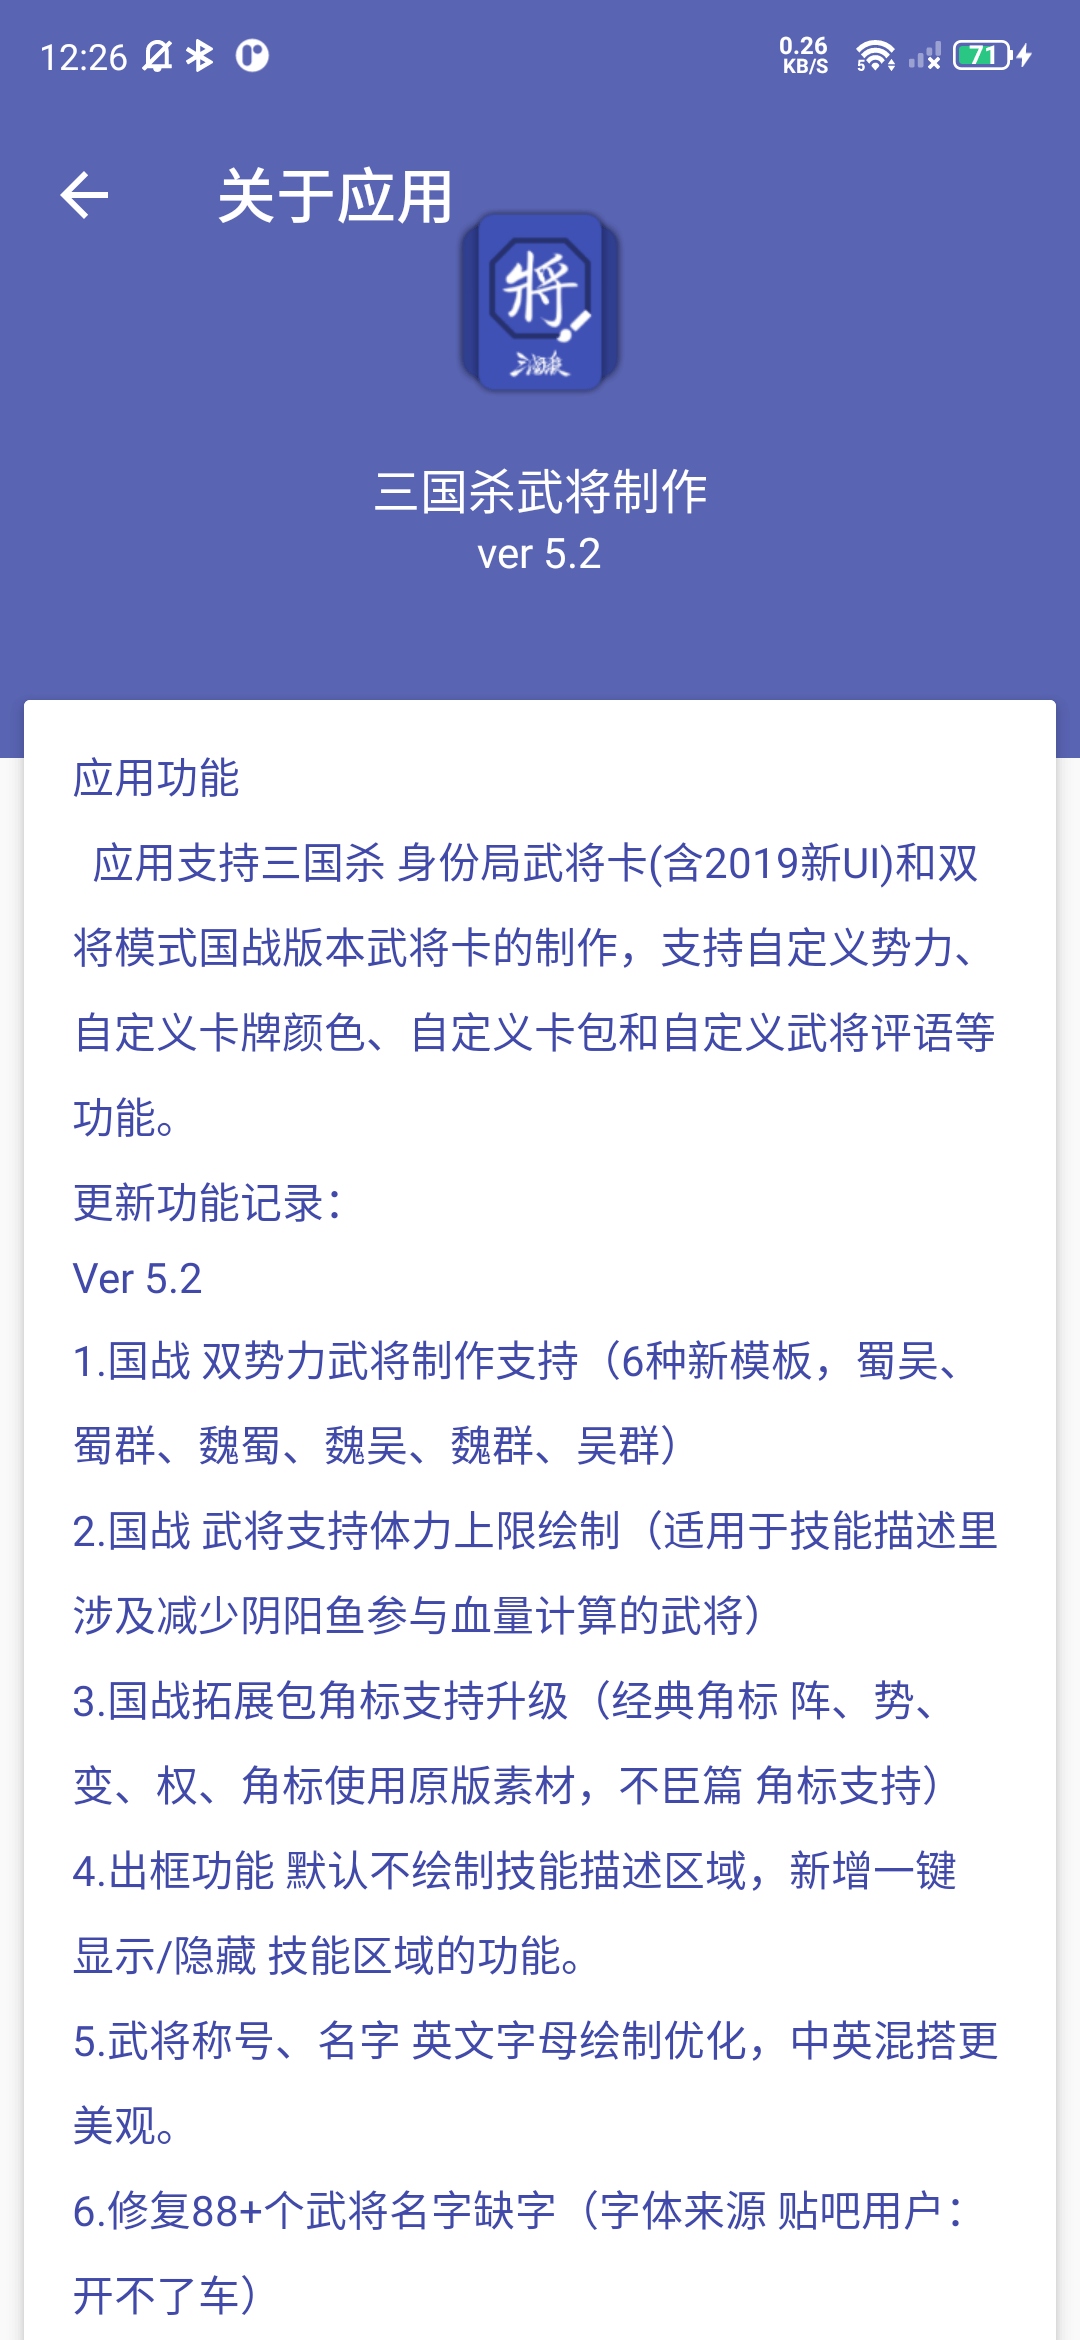 12:26
0.26
KB/S
5
71
关于应用
將
三国杀
三国杀武将制作
ver 5.2
应用功能
应用支持三国杀 身份局武将卡(含2019新UI)和双
将模式国战版本武将卡的制作，支持自定义势力、
自定义卡牌颜色、自定义卡包和自定义武将评语等
功能。
更新功能记录：
Ver 5.2
1.国战 双势力武将制作支持（6种新模板，蜀吴、
蜀群、魏蜀、魏吴、魏群、吴群）
2.国战 武将支持体力上限绘制（适用于技能描述里
涉及减少阴阳鱼参与血量计算的武将）
3.国战拓展包角标支持升级（经典角标 阵、势、
变、权、角标使用原版素材，不臣篇 角标支持）
4.出框功能 默认不绘制技能描述区域，新增一键
显示/隐藏 技能区域的功能。
5.武将称号、名字 英文字母绘制优化，中英混搭更
美观。
6.修复88+个武将名字缺字（字体来源 贴吧用户：
开不了车）